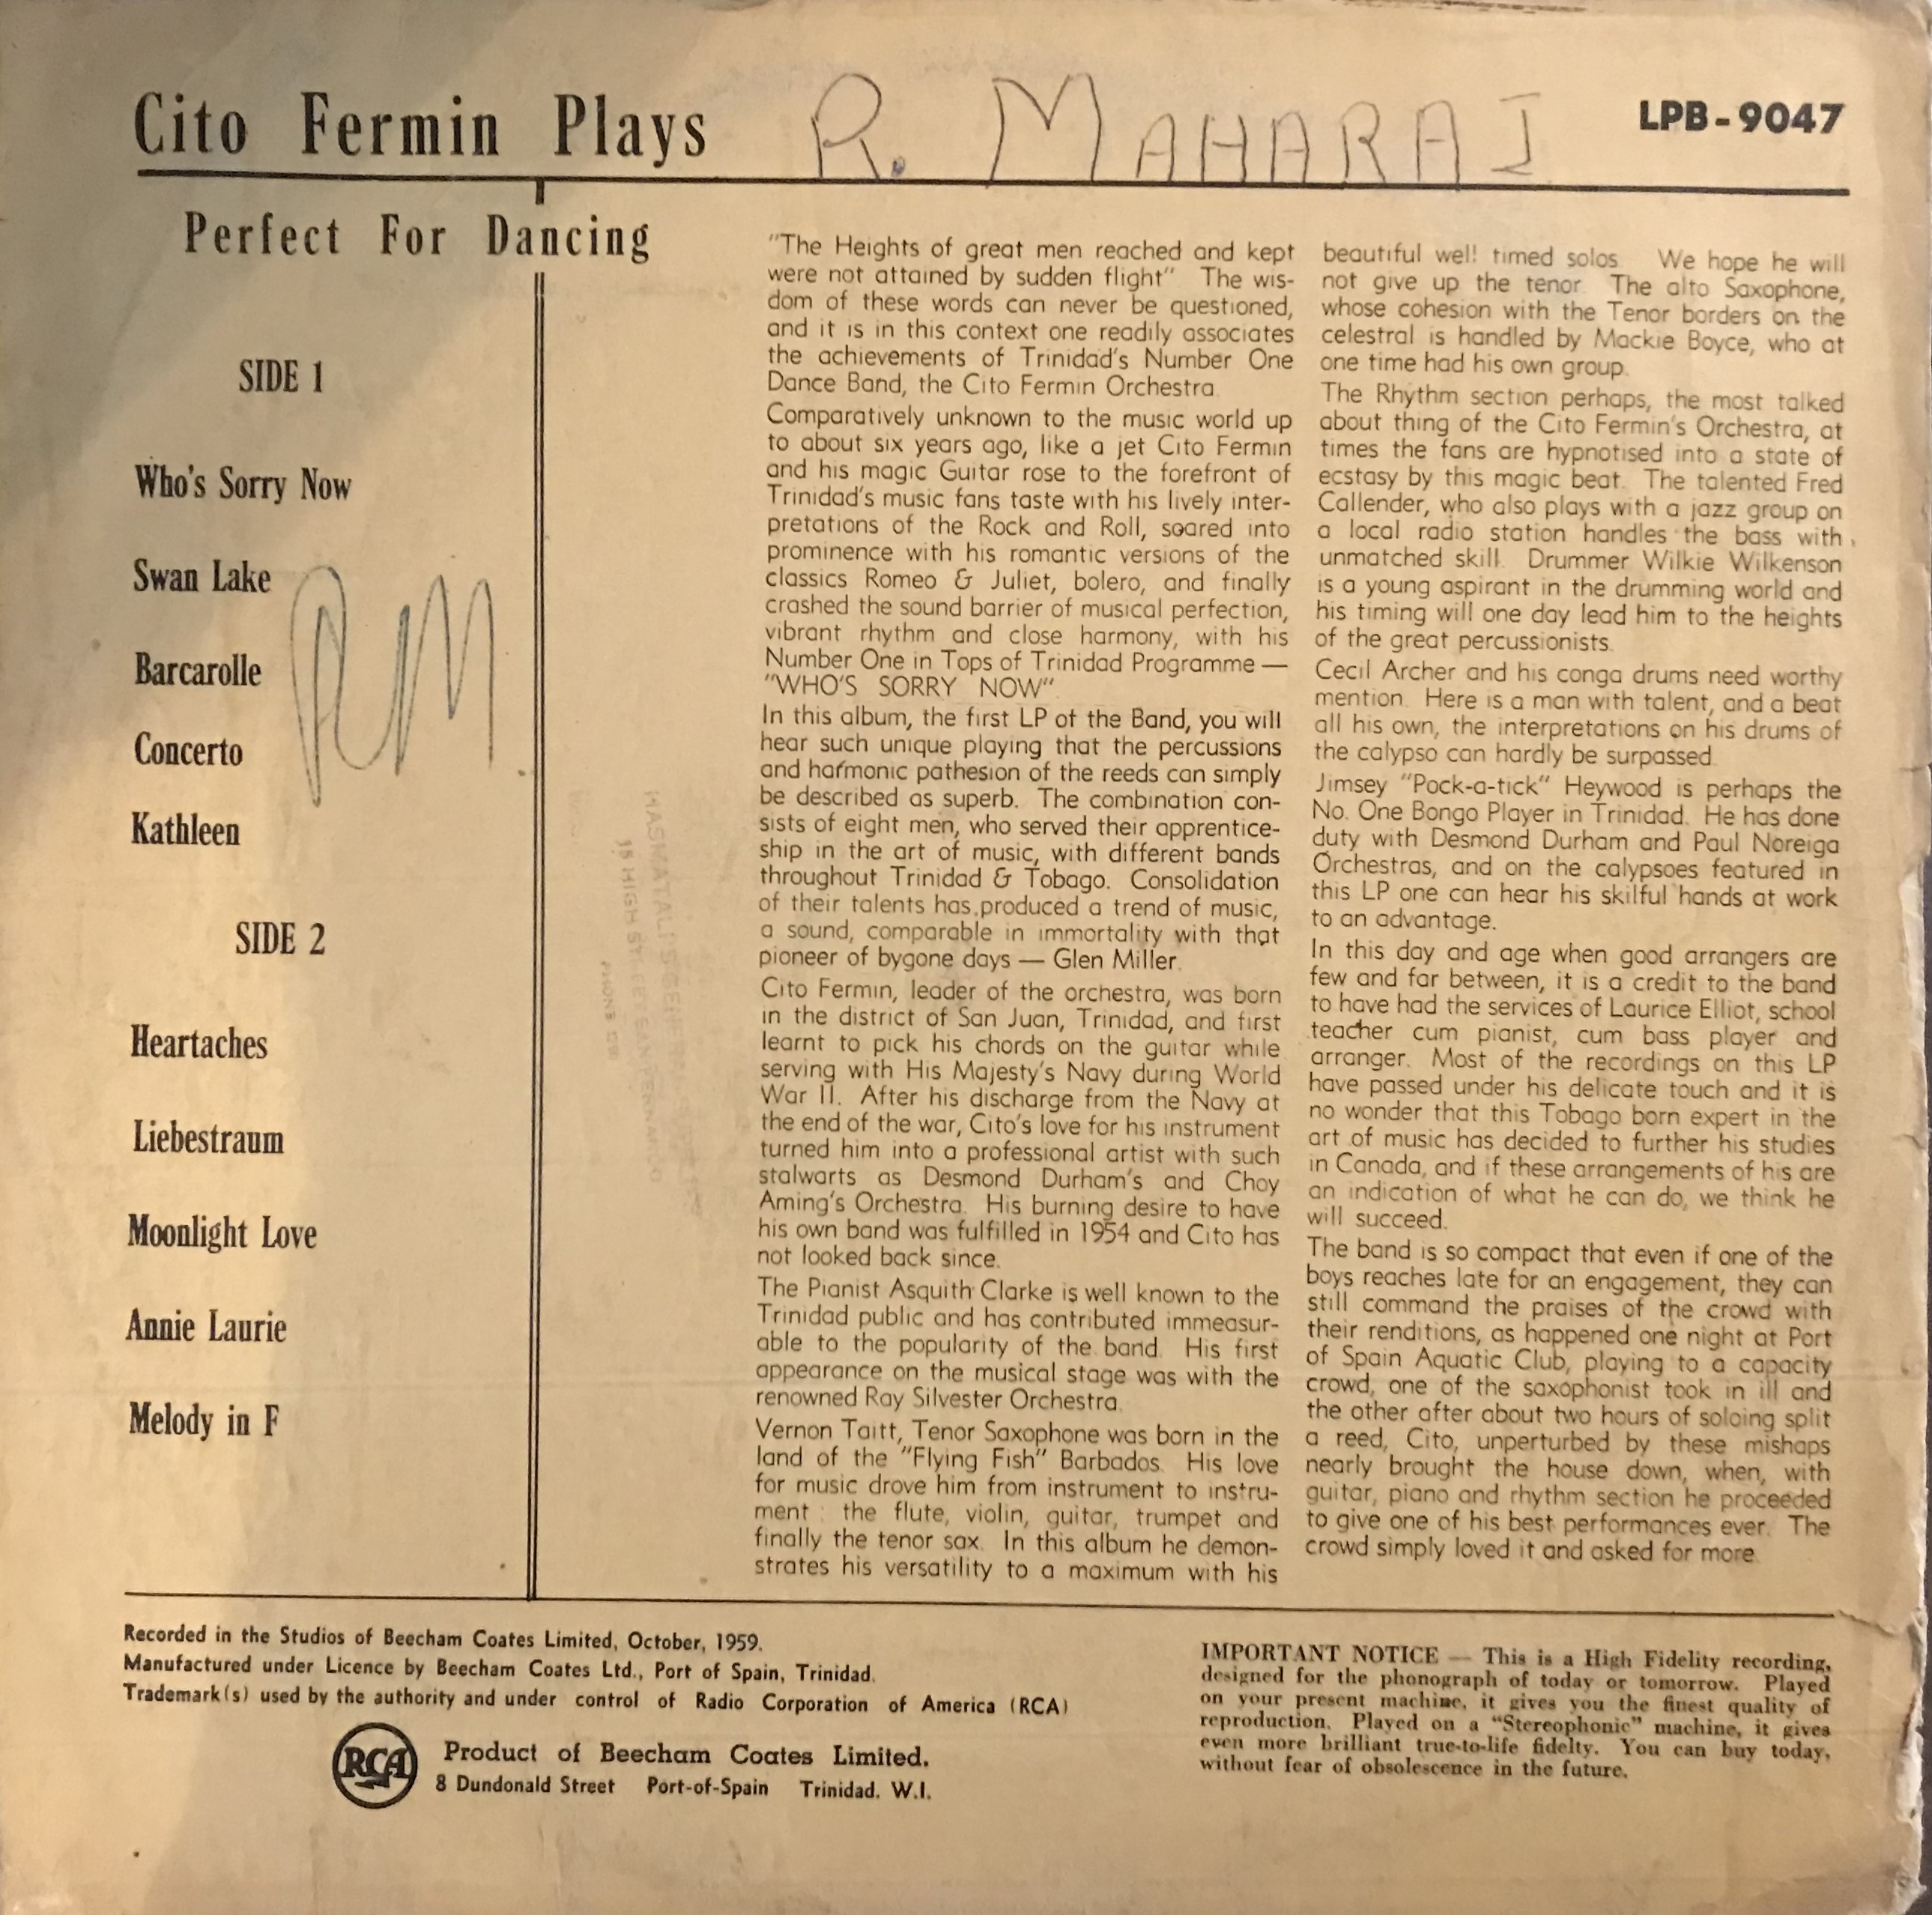 Cito Fermin Plays
R. MAHARAJ
LPB-9047
Perfect For Dancing
SIDE 1
Who's Sorry Now
Swan Lake
Barcarolle
Concerto
Kathleen
SIDE 2
Heartaches
Liebestraum
Moonlight Love
Annie Laurie
Melody in F
RM
"The Heights of great men reached and kept
were not attained by sudden flight" The wis-
dom of these words can never be questioned,
and it is in this context one readily associates
the achievements of Trinidad's Number One
Dance Band, the Cito Fermin Orchestra.
Comparatively unknown to the music world up
to about six years ago, like a jet Cito Fermin
and his magic Guitar rose to the forefront of
Trinidad's music fans taste with his lively inter-
pretations of the Rock and Roll, soared into
prominence with his romantic versions of the
classics Romeo & Juliet, bolero, and finally
crashed the sound barrier of musical perfection,
vibrant rhythm and close harmony, with his
Number One in Tops of Trinidad Programme —
"WHO'S SORRY NOW"
In this album, the first LP of the Band, you will
hear such unique playing that the percussions
and harmonic pathesion of the reeds can simply
be described as superb. The combination con-
sists of eight men, who served their apprentice-
ship in the art of music, with different bands
throughout Trinidad & Tobago. Consolidation
of their talents has produced a trend of music,
a sound, comparable in immortality with that
pioneer of bygone days — Glen Miller.
Cito Fermin, leader of the orchestra, was born
in the district of San Juan, Trinidad, and first
learnt to pick his chords on the guitar while
serving with His Majesty's Navy during World
War II. After his discharge from the Navy at
the end of the war, Cito's love for his instrument
turned him into a professional artist with such
stalwarts as Desmond Durham's and Choy
Aming's Orchestra. His burning desire to have
his own band was fulfilled in 1954 and Cito has
not looked back since.
The Pianist Asquith Clarke is well known to the
Trinidad public and has contributed immeasur-
able to the popularity of the band. His first
appearance on the musical stage was with the
renowned Ray Silvester Orchestra.
Vernon Taitt, Tenor Saxophone was born in the
land of the "Flying Fish" Barbados. His love
for music drove him from instrument to instru-
ment : the flute, violin, guitar, trumpet and
finally the tenor sax. In this album he demon-
strates his versatility to a maximum with his
beautiful well timed solos. We hope he will
not give up the tenor. The alto Saxophone,
whose cohesion with the Tenor borders on the
celestral is handled by Mackie Boyce, who at
one time had his own group.
The Rhythm section perhaps, the most talked
about thing of the Cito Fermin's Orchestra, at
times the fans are hypnotised into a state of
ecstasy by this magic beat. The talented Fred
Callender, who also plays with a jazz group on
a local radio station handles the bass with
unmatched skill. Drummer Wilkie Wilkenson
is a young aspirant in the drumming world and
his timing will one day lead him to the heights
of the great percussionists.
Cecil Archer and his conga drums need worthy
mention. Here is a man with talent, and a beat
all his own, the interpretations on his drums of
the calypso can hardly be surpassed.
Jimsey "Pock-a-tick" Heywood is perhaps the
No. One Bongo Player in Trinidad. He has done
duty with Desmond Durham and Paul Noreiga
Orchestras, and on the calypsoes featured in
this LP one can hear his skilful hands at work
to an advantage.
In this day and age when good arrangers are
few and far between, it is a credit to the band
to have had the services of Laurice Elliot, school
teacher cum pianist, cum bass player and
arranger. Most of the recordings on this LP
have passed under his delicate touch and it is
no wonder that this Tobago born expert in the
art of music has decided to further his studies
in Canada, and if these arrangements of his are
an indication of what he can do, we think he
will succeed.
The band is so compact that even if one of the
boys reaches late for an engagement, they can
still command the praises of the crowd with
their renditions, as happened one night at Port
of Spain Aquatic Club, playing to a capacity
crowd, one of the saxophonist took in ill and
the other after about two hours of soloing split
a reed, Cito, unperturbed by these mishaps
nearly brought the house down, when, with
guitar, piano and rhythm section he proceeded
to give one of his best performances ever. The
crowd simply loved it and asked for more.
15 HIGH STREET SAN FERNANDO
Recorded in the Studios of Beecham Coates Limited, October, 1959.
Manufactured under Licence by Beecham Coates Ltd., Port of Spain, Trinidad.
Trademark(s) used by the authority and under control of Radio Corporation of America (RCA)
RCA
Product of Beecham Coates Limited.
8 Dundonald Street Port-of-Spain Trinidad. W.I.
IMPORTANT NOTICE — This is a High Fidelity recording,
designed for the phonograph of today or tomorrow. Played
on your present machine, it gives you the finest quality of
reproduction. Played on a "Stereophonic" machine, it gives
even more brilliant true-to-life fidelty. You can buy today,
without fear of obsolescence in the future.